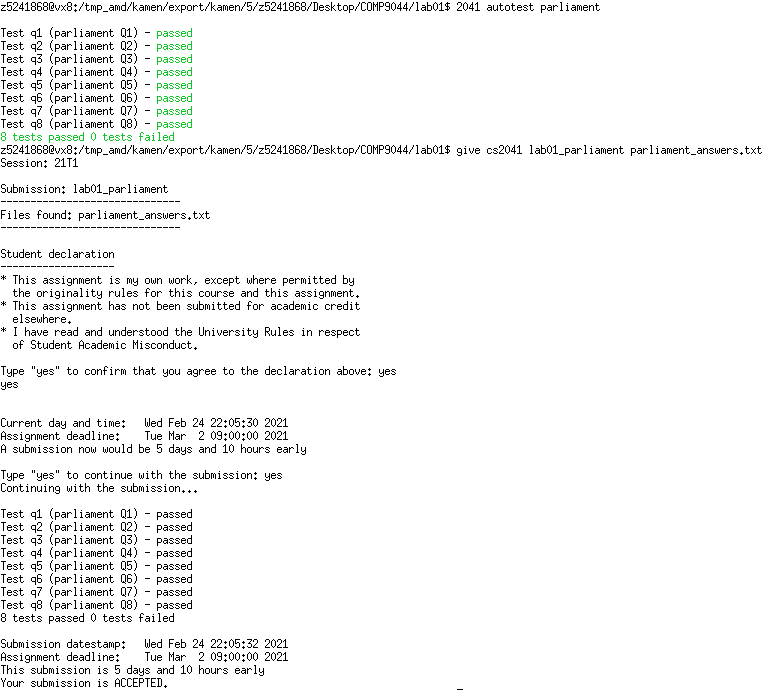 z5241868@vx8:/tmp_amd/kamen/export/kamen/5/z5241868/Desktop/COMP9044/lab01$ 2041 autotest parliament
Test q1 (parliament Q1) - passed
Test q2 (parliament Q2) - passed
Test q3 (parliament Q3) - passed
Test q4 (parliament Q4) - passed
Test q5 (parliament Q5) - passed
Test q6 (parliament Q6) - passed
Test q7 (parliament Q7) - passed
Test q8 (parliament Q8) - passed
8 tests passed 0 tests failed
z5241868@vx8:/tmp_amd/kamen/export/kamen/5/z5241868/Desktop/COMP9044/lab01$ give cs2041 lab01_parliament parliament_answers.txt
Session: 21T1
Submission: lab01_parliament
------------------------------
Files found: parliament_answers.txt
------------------------------
Student declaration
-------------------
* This assignment is my own work, except where permitted by
  the originality rules for this course and this assignment.
* This assignment has not been submitted for academic credit
  elsewhere.
* I have read and understood the University Rules in respect
  of Student Academic Misconduct.
Type "yes" to confirm that you agree to the declaration above: yes
yes
Current day and time:   Wed Feb 24 22:05:30 2021
Assignment deadline:    Tue Mar  2 09:00:00 2021
A submission now would be 5 days and 10 hours early
Type "yes" to continue with the submission: yes
Continuing with the submission...
Test q1 (parliament Q1) - passed
Test q2 (parliament Q2) - passed
Test q3 (parliament Q3) - passed
Test q4 (parliament Q4) - passed
Test q5 (parliament Q5) - passed
Test q6 (parliament Q6) - passed
Test q7 (parliament Q7) - passed
Test q8 (parliament Q8) - passed
8 tests passed 0 tests failed
Submission datestamp:   Wed Feb 24 22:05:32 2021
Assignment deadline:    Tue Mar  2 09:00:00 2021
This submission is 5 days and 10 hours early
Your submission is ACCEPTED.